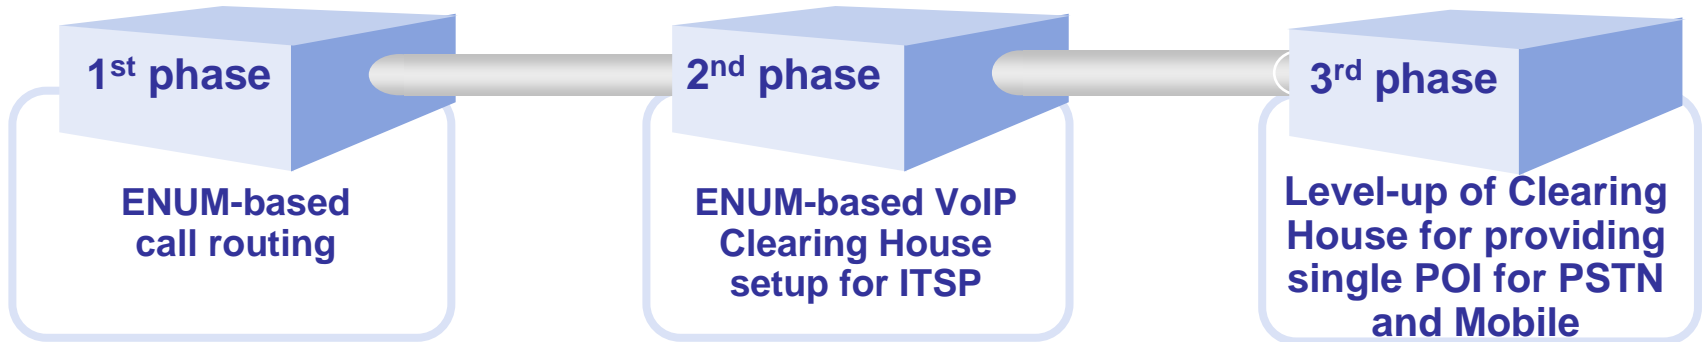 1st phase
ENUM-based
call routing
2nd phase
ENUM-based VoIP
Clearing House
setup for ITSP
3rd phase
Level-up of Clearing
House for providing
single POI for PSTN
and Mobile